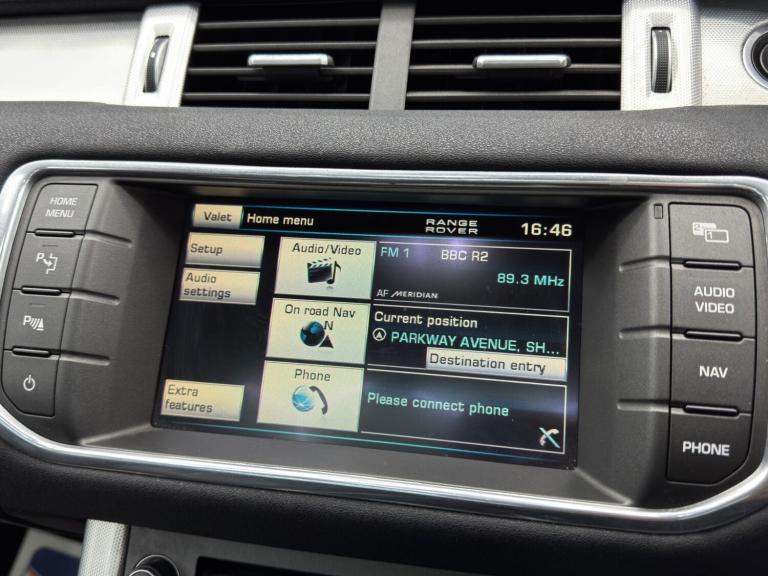 HOME
MENU
P
P
Valet
Home menu
RANGE
ROVER
16:46
Setup
Audio
settings
Extra
features
Audio/Video
FM 1
BBC R2
89.3 MHz
AF MERIDIAN
On road Nav
N
Current position
PARKWAY AVENUE, SH...
Destination entry
Phone
Please connect phone
2
1
AUDIO
VIDEO
NAV
PHONE